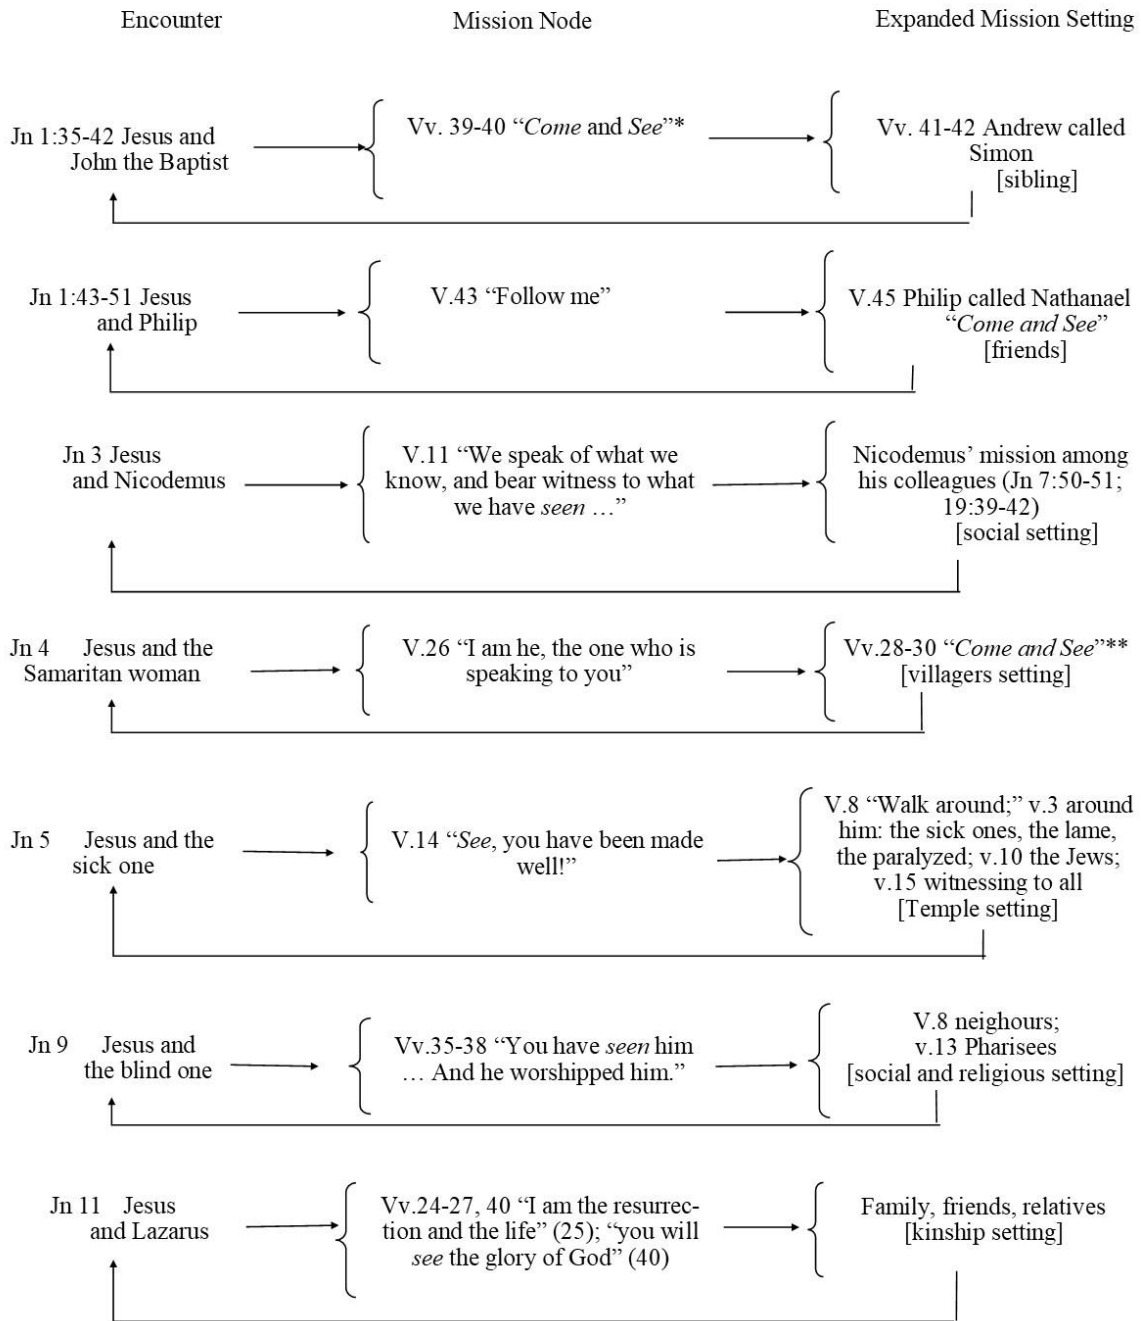 Encounter Mission Node Expanded Mission Setting
Jn 1:35-42 Jesus and
John the Baptist
Vv. 39-40 “Come and See”*
Vv. 41-42 Andrew called
Simon
[sibling]
Jn 1:43-51 Jesus
and Philip
V.43 “Follow me”
V.45 Philip called Nathanael
“Come and See”
[friends]
Jn 3 Jesus
and Nicodemus
V.11 “We speak of what we
know, and bear witness to what
we have seen …”
Nicodemus’ mission among
his colleagues (Jn 7:50-51;
19:39-42)
[social setting]
Jn 4 Jesus and the
Samaritan woman
V.26 “I am he, the one who is
speaking to you”
Vv.28-30 “Come and See”**
[villagers setting]
Jn 5 Jesus and the
sick one
V.14 “See, you have been made
well!”
V.8 “Walk around;” v.3 around
him: the sick ones, the lame,
the paralyzed; v.10 the Jews;
v.15 witnessing to all
[Temple setting]
Jn 9 Jesus and
the blind one
Vv.35-38 “You have seen him
… And he worshipped him.”
V.8 neighours;
v.13 Pharisees
[social and religious setting]
Jn 11 Jesus
and Lazarus
Vv.24-27, 40 “I am the resurrec-
tion and the life” (25); “you will
see the glory of God” (40)
Family, friends, relatives
[kinship setting]